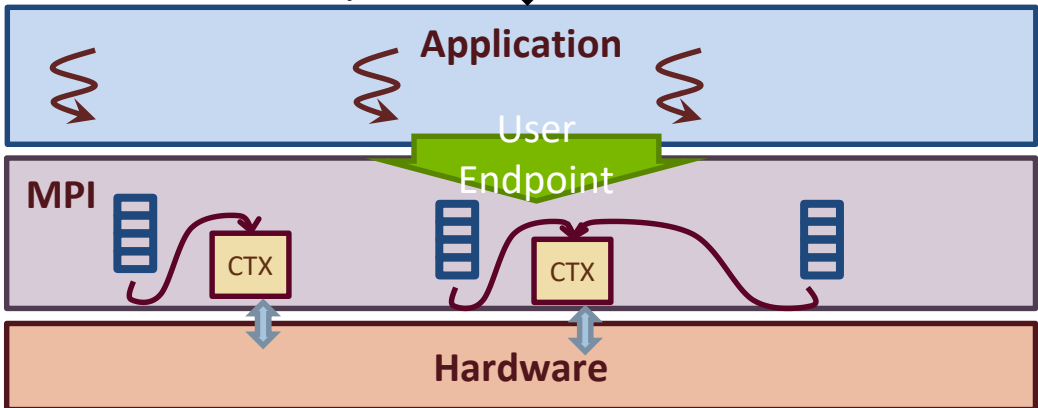 Application
User
Endpoint
MPI
CTX
CTX
Hardware